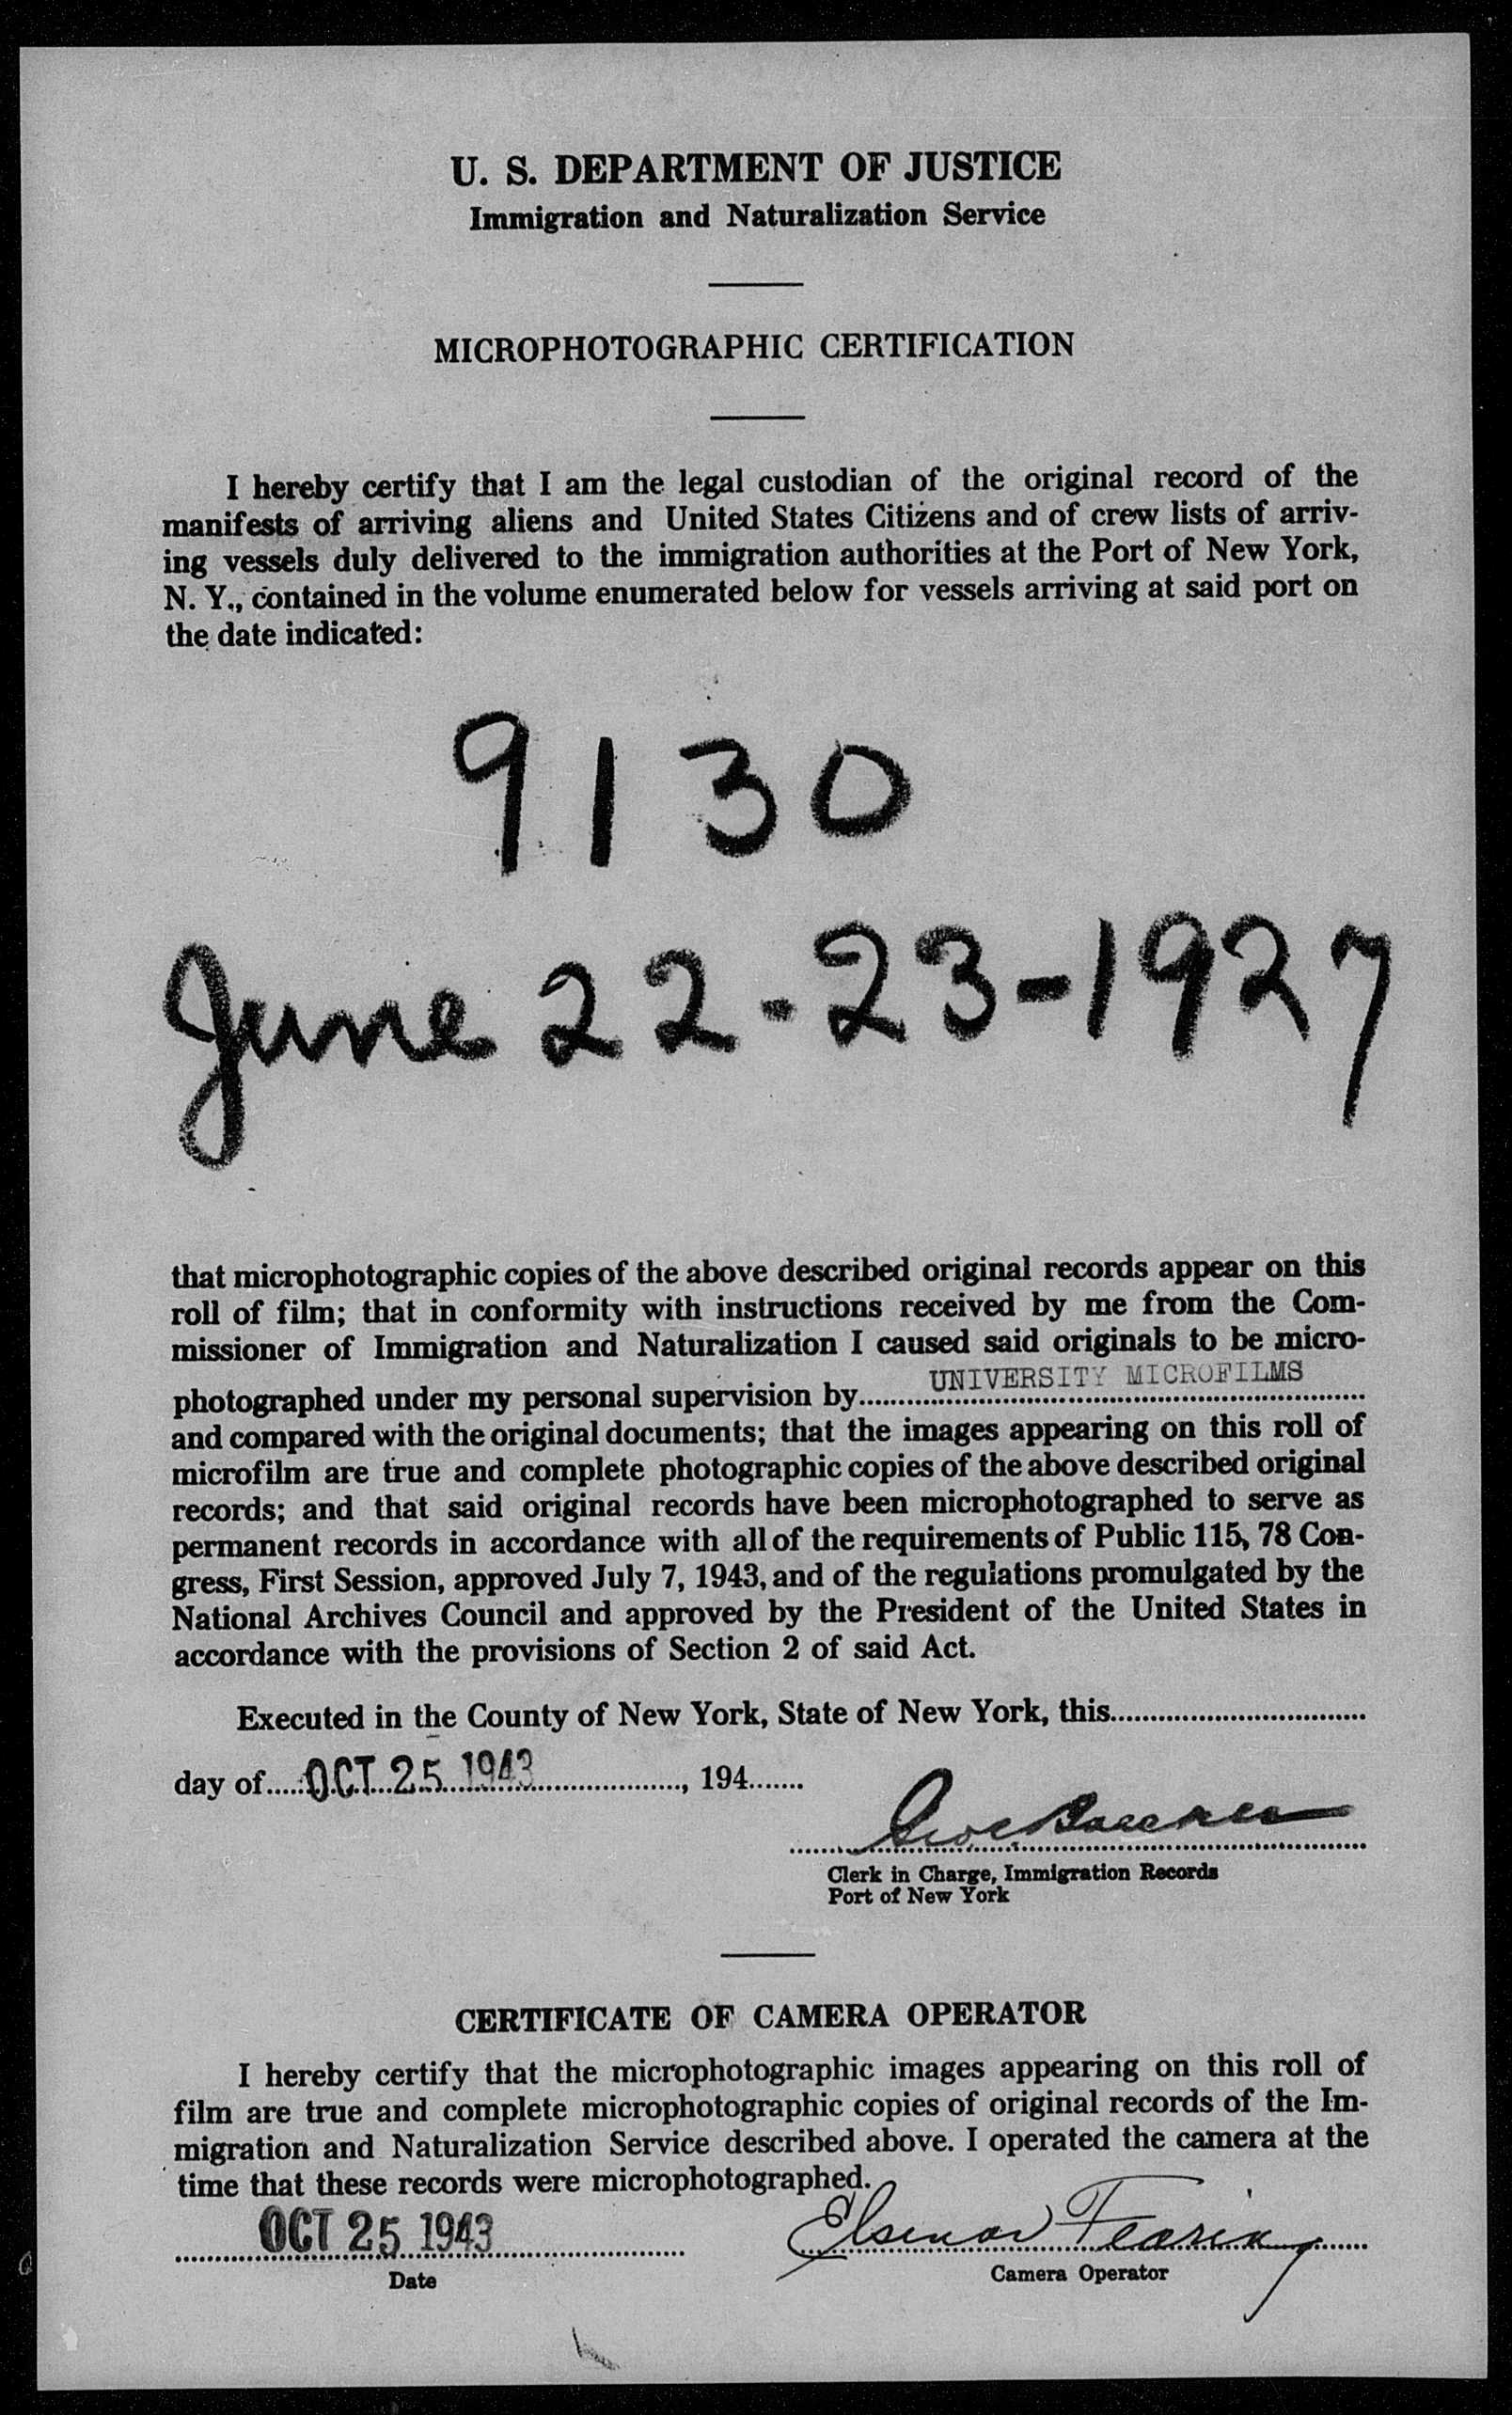 U. S. DEPARTMENT OF JUSTICE
Immigration and Naturalization Service
MICROPHOTOGRAPHIC CERTIFICATION
I hereby certify that I am the legal custodian of the original record of the
manifests of arriving aliens and United States Citizens and of crew lists of arriv-
ing vessels duly delivered to the immigration authorities at the Port of New York,
N. Y., contained in the volume enumerated below for vessels arriving at said port on
the date indicated:
9130
June 22-23-1927
that microphotographic copies of the above described original records appear on this
roll of film; that in conformity with instructions received by me from the Com-
missioner of Immigration and Naturalization I caused said originals to be micro-
photographed under my personal supervision by UNIVERSITY MICROFILMS
and compared with the original documents; that the images appearing on this roll of
microfilm are true and complete photographic copies of the above described original
records; and that said original records have been microphotographed to serve as
permanent records in accordance with all of the requirements of Public 115, 78 Con-
gress, First Session, approved July 7, 1943, and of the regulations promulgated by the
National Archives Council and approved by the President of the United States in
accordance with the provisions of Section 2 of said Act.
Executed in the County of New York, State of New York, this
day of OCT 25 1943, 194
Clerk in Charge, Immigration Records
Port of New York
CERTIFICATE OF CAMERA OPERATOR
I hereby certify that the microphotographic images appearing on this roll of
film are true and complete microphotographic copies of original records of the Im-
migration and Naturalization Service described above. I operated the camera at the
time that these records were microphotographed.
OCT 25 1943
Date
Camera Operator